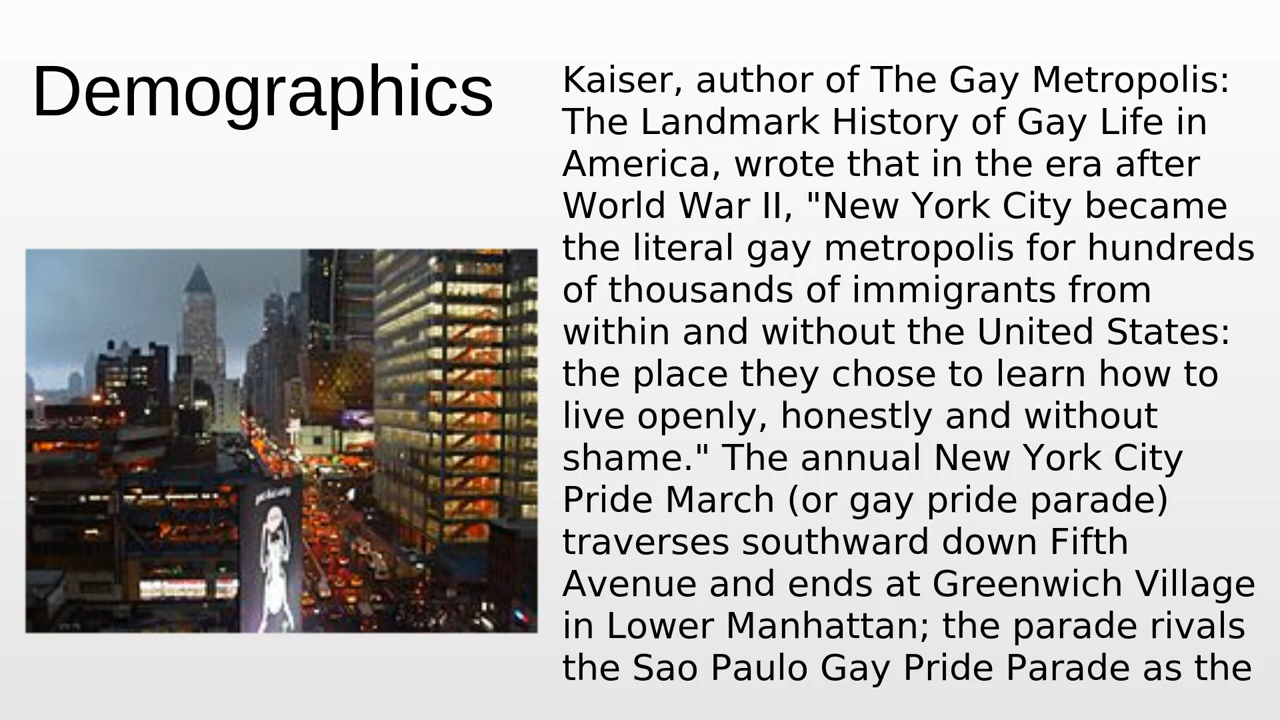 Demographics
Kaiser, author of The Gay Metropolis:
The Landmark History of Gay Life in
America, wrote that in the era after
World War II, "New York City became
the literal gay metropolis for hundreds
of thousands of immigrants from
within and without the United States:
the place they chose to learn how to
live openly, honestly and without
shame." The annual New York City
Pride March (or gay pride parade)
traverses southward down Fifth
Avenue and ends at Greenwich Village
in Lower Manhattan; the parade rivals
the Sao Paulo Gay Pride Parade as the